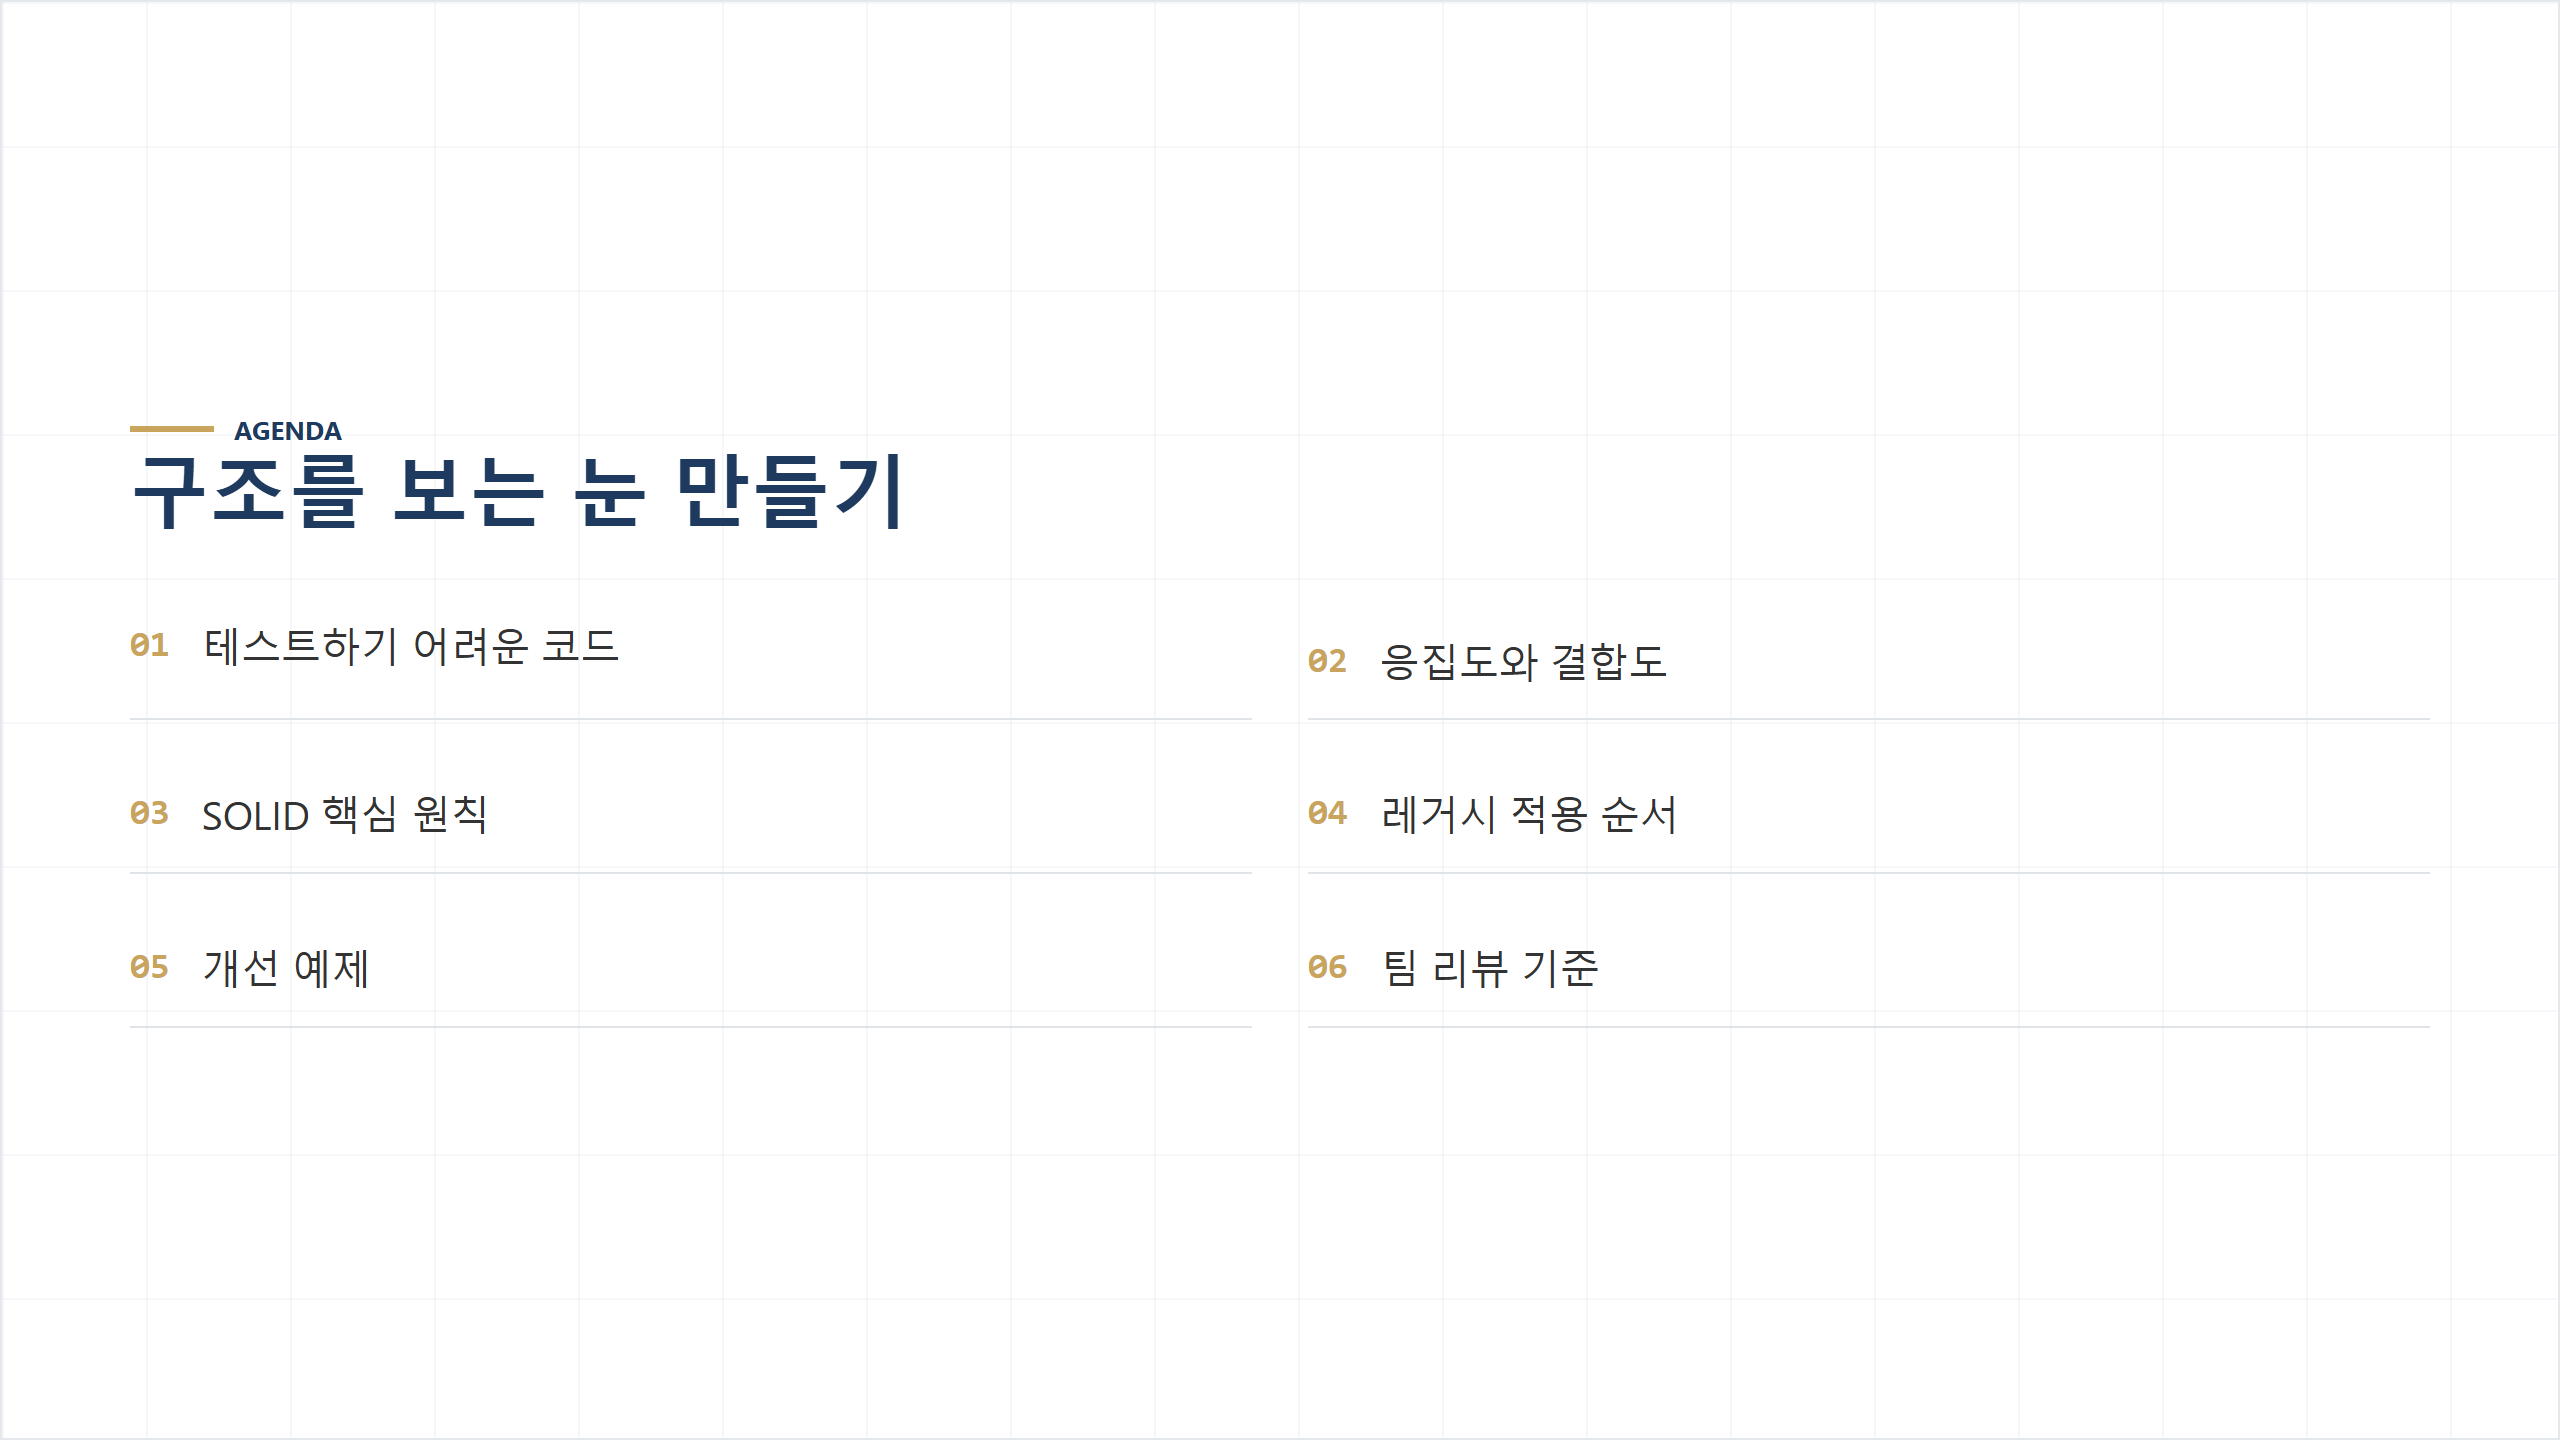 AGENDA
구조를 보는 눈 만들기
01 테스트하기 어려운 코드
02 응집도와 결합도
03 SOLID 핵심 원칙
04 레거시 적용 순서
05 개선 예제
06 팀 리뷰 기준